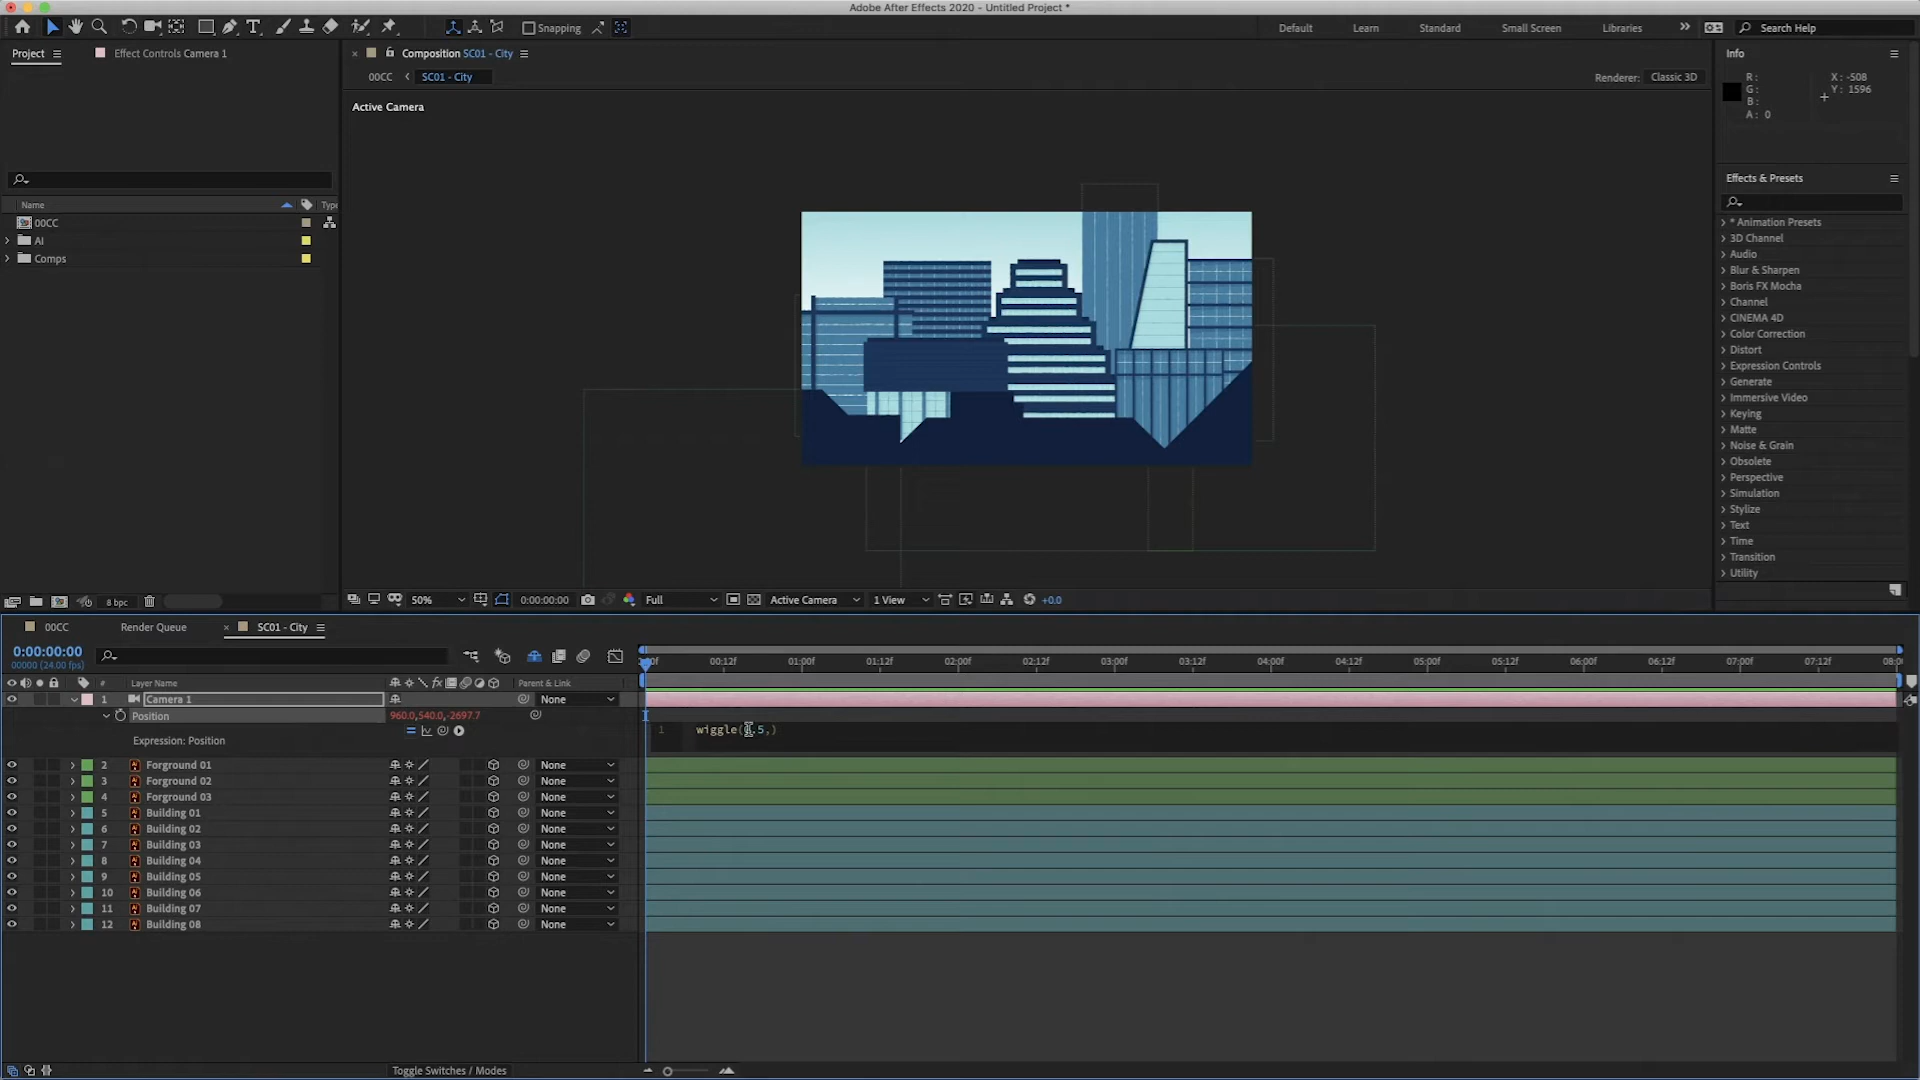 Adobe After Effects 2020 - Untitled Project *
Snapping
Default
Learn
Standard
Small Screen
Libraries
Search Help
Project
Effect Controls Camera 1
Composition SC01 - City
Info
00CC
SC01 - City
Renderer: Classic 3D
R:
G:
B:
A: 0
X: -508
Y: 1596
Active Camera
Effects & Presets
Name
Type
00CC
AI
Comps
* Animation Presets
3D Channel
Audio
Blur & Sharpen
Boris FX Mocha
Channel
CINEMA 4D
Color Correction
Distort
Expression Controls
Generate
Immersive Video
Keying
Matte
Noise & Grain
Obsolete
Perspective
Simulation
Stylize
Text
Time
Transition
Utility
8 bpc
50%
0:00:00:00
Full
Active Camera
1 View
+0.0
00CC
Render Queue
SC01 - City
0:00:00:00
00000 (24.00 fps)
00:12f
01:00f
01:12f
02:00f
02:12f
03:00f
03:12f
04:00f
04:12f
05:00f
05:12f
06:00f
06:12f
07:00f
07:12f
# Layer Name
Parent & Link
1 Camera 1 None
Position 960.0,540.0,-2697.7
1 wiggle(.5,)
Expression: Position
2 Forground 01 None
3 Forground 02 None
4 Forground 03 None
5 Building 01 None
6 Building 02 None
7 Building 03 None
8 Building 04 None
9 Building 05 None
10 Building 06 None
11 Building 07 None
12 Building 08 None
Toggle Switches / Modes